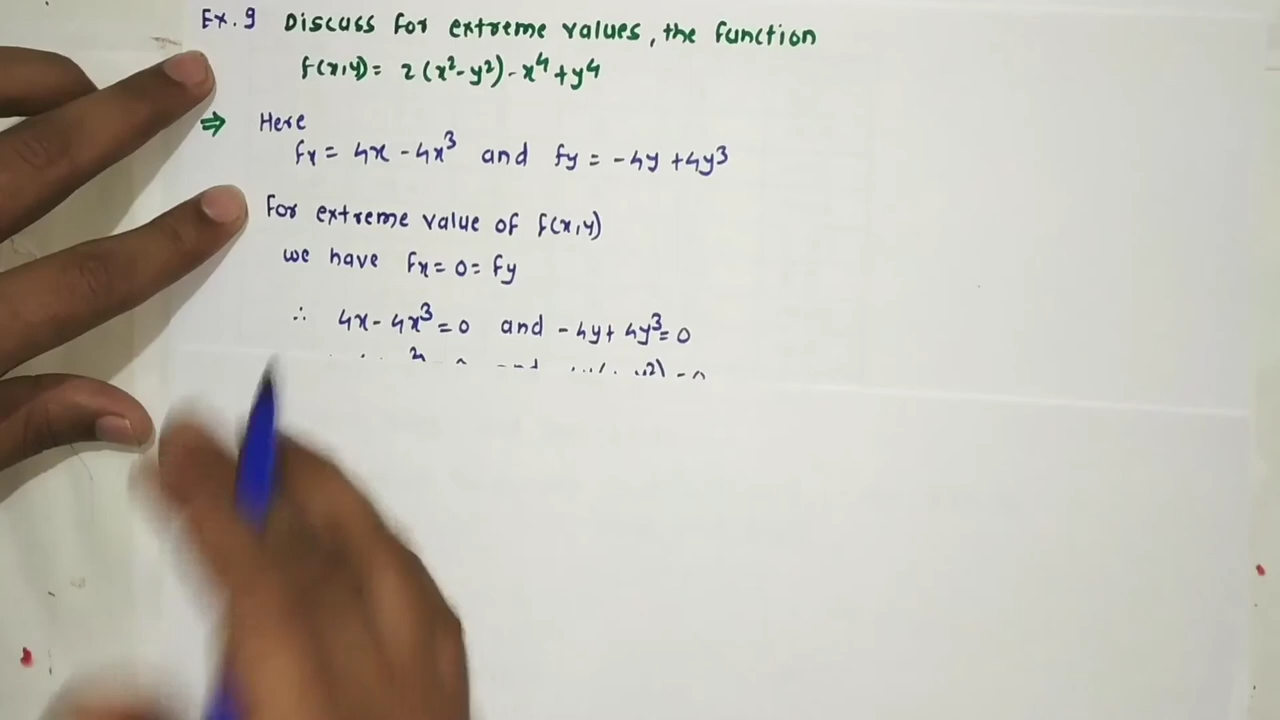 Ex. 9 Discuss for extreme values, the function
f(x,y) = 2(x²-y²) - x⁴ + y⁴
⇒ Here
fx = 4x - 4x³ and fy = -4y + 4y³
For extreme value of f(x,y)
we have fx = 0 = fy
∴ 4x - 4x³ = 0 and -4y + 4y³ = 0